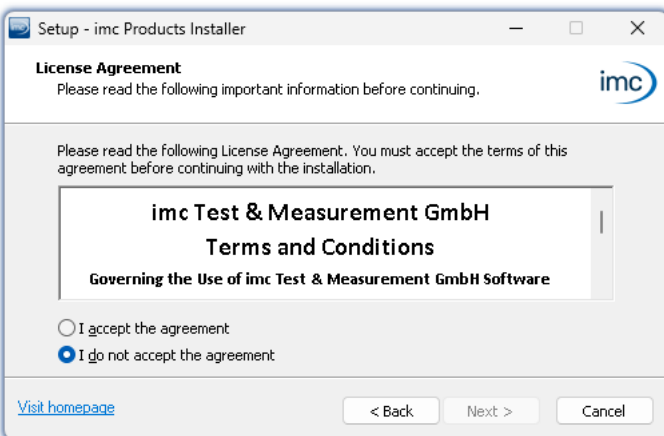 Setup - imc Products Installer
License Agreement
Please read the following important information before continuing.
imc
Please read the following License Agreement. You must accept the terms of this
agreement before continuing with the installation.
imc Test & Measurement GmbH
Terms and Conditions
Governing the Use of imc Test & Measurement GmbH Software
I accept the agreement
I do not accept the agreement
Visit homepage
< Back
Next >
Cancel